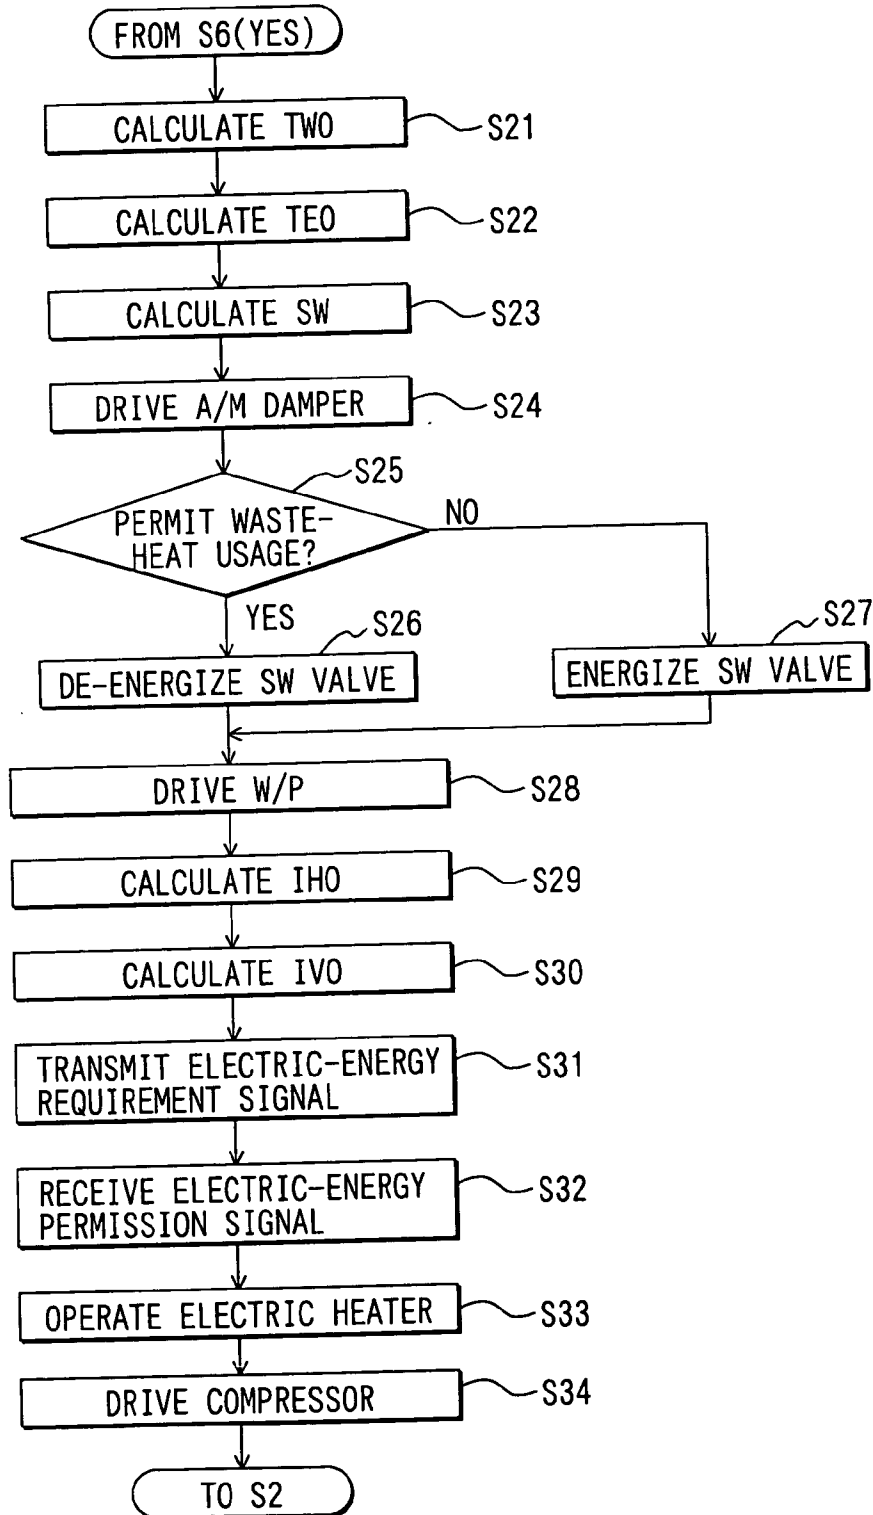 FROM S6(YES)
CALCULATE TWO
S21
CALCULATE TEO
S22
CALCULATE SW
S23
DRIVE A/M DAMPER
S24
S25
PERMIT WASTE-
HEAT USAGE?
NO
YES
S26
DE-ENERGIZE SW VALVE
S27
ENERGIZE SW VALVE
DRIVE W/P
S28
CALCULATE IHO
S29
CALCULATE IVO
S30
TRANSMIT ELECTRIC-ENERGY
REQUIREMENT SIGNAL
S31
RECEIVE ELECTRIC-ENERGY
PERMISSION SIGNAL
S32
OPERATE ELECTRIC HEATER
S33
DRIVE COMPRESSOR
S34
TO S2